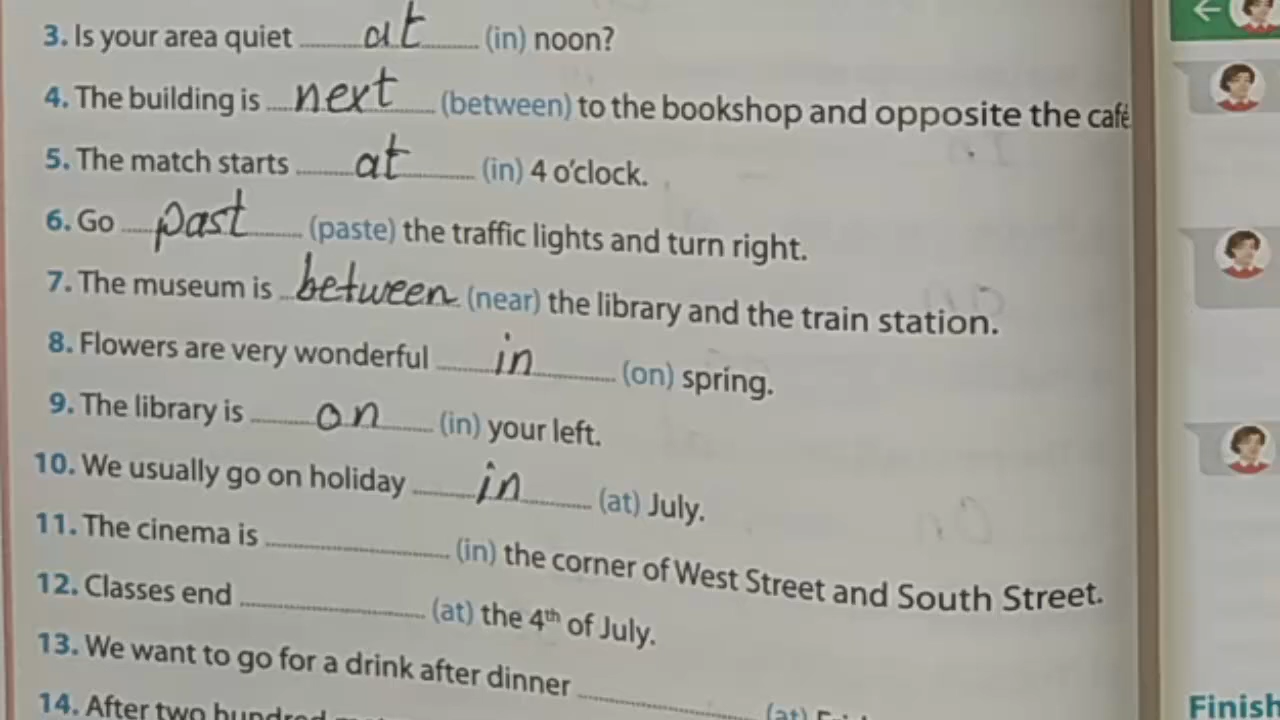 3. Is your area quiet at (in) noon?
4. The building is next (between) to the bookshop and opposite the café
5. The match starts at (in) 4 o'clock.
6. Go past (paste) the traffic lights and turn right.
7. The museum is between (near) the library and the train station.
8. Flowers are very wonderful in (on) spring.
9. The library is on (in) your left.
10. We usually go on holiday in (at) July.
11. The cinema is (in) the corner of West Street and South Street.
12. Classes end (at) the 4th of July.
13. We want to go for a drink after dinner (at)
14. After two hundred
Finish